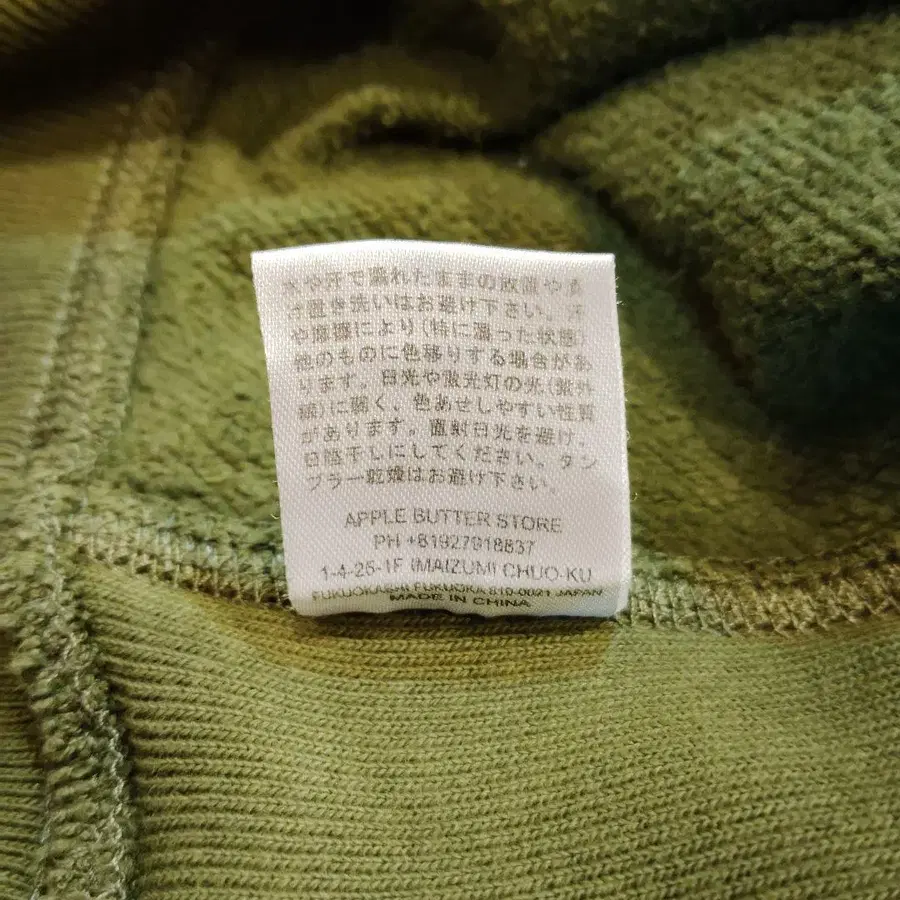 水や汗で濡れたままの放置や漬
け置き洗いはお避け下さい。汗
や摩擦により(特に湿った状態)
他のものに色移りする場合があ
ります。日光や蛍光灯の光(紫外
線)に弱く、色あせしやすい性質
があります。直射日光を避け、
日陰干しにしてください。タン
ブラー乾燥はお避け下さい。
APPLE BUTTER STORE
PH +81927918837
1-4-26-1F IMAIZUMI CHUO-KU
FUKUOKASHI FUKUOKA 810-0021 JAPAN
MADE IN CHINA